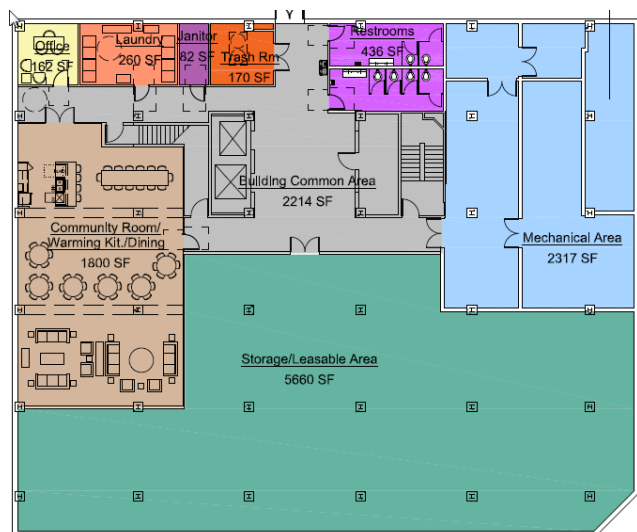 Office
162 SF
Laundry
260 SF
Janitor
82 SF
Trash Rm
170 SF
Restrooms
436 SF
Building Common Area
2214 SF
Mechanical Area
2317 SF
Community Room/
Warming Kit./Dining
1800 SF
Storage/Leasable Area
5660 SF